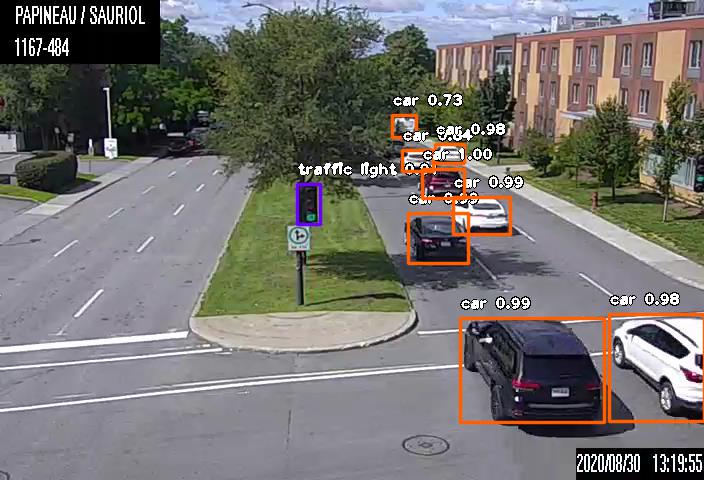 PAPINEAU / SAURIOL
1167-484
car 0.73
car 0.98
car 1.00
traffic light
car 0.99
car 0.99
car 0.98
2020/08/30 13:19:55